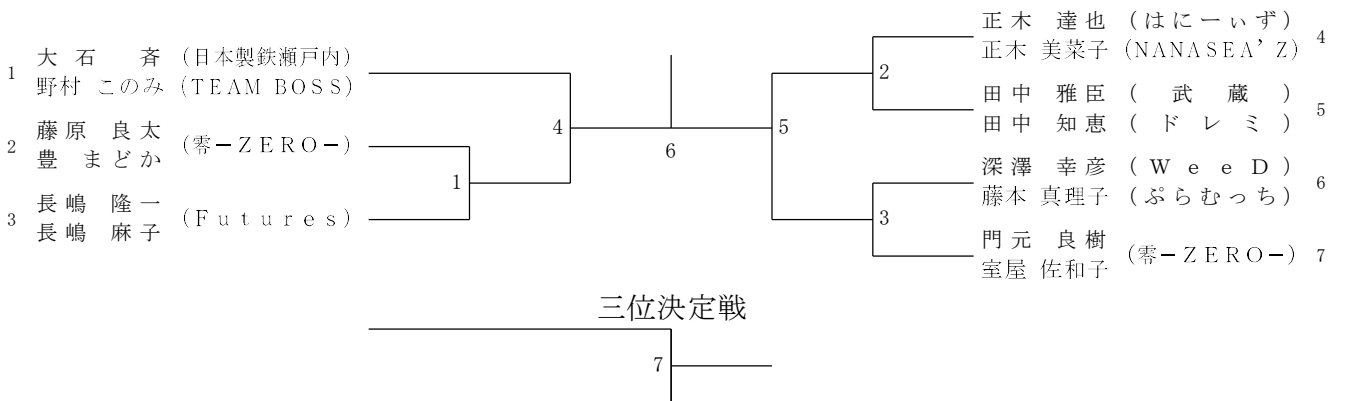 1 大石 斉 (日本製鉄瀬戸内)
野村 このみ (TEAM BOSS)
2 藤原 良太 (零－ZERO－)
豊 まどか
3 長嶋 隆一 (Futures)
長嶋 麻子
1
4
6
5
2
3
正木 達也 (はにーぃず) 4
正木 美菜子 (NANASEA'Z)
田中 雅臣 (武蔵) 5
田中 知恵 (ドレミ)
深澤 幸彦 (WeeD) 6
藤本 真理子 (ぷらむっち)
門元 良樹 (零－ZERO－) 7
室屋 佐和子
三位決定戦
7